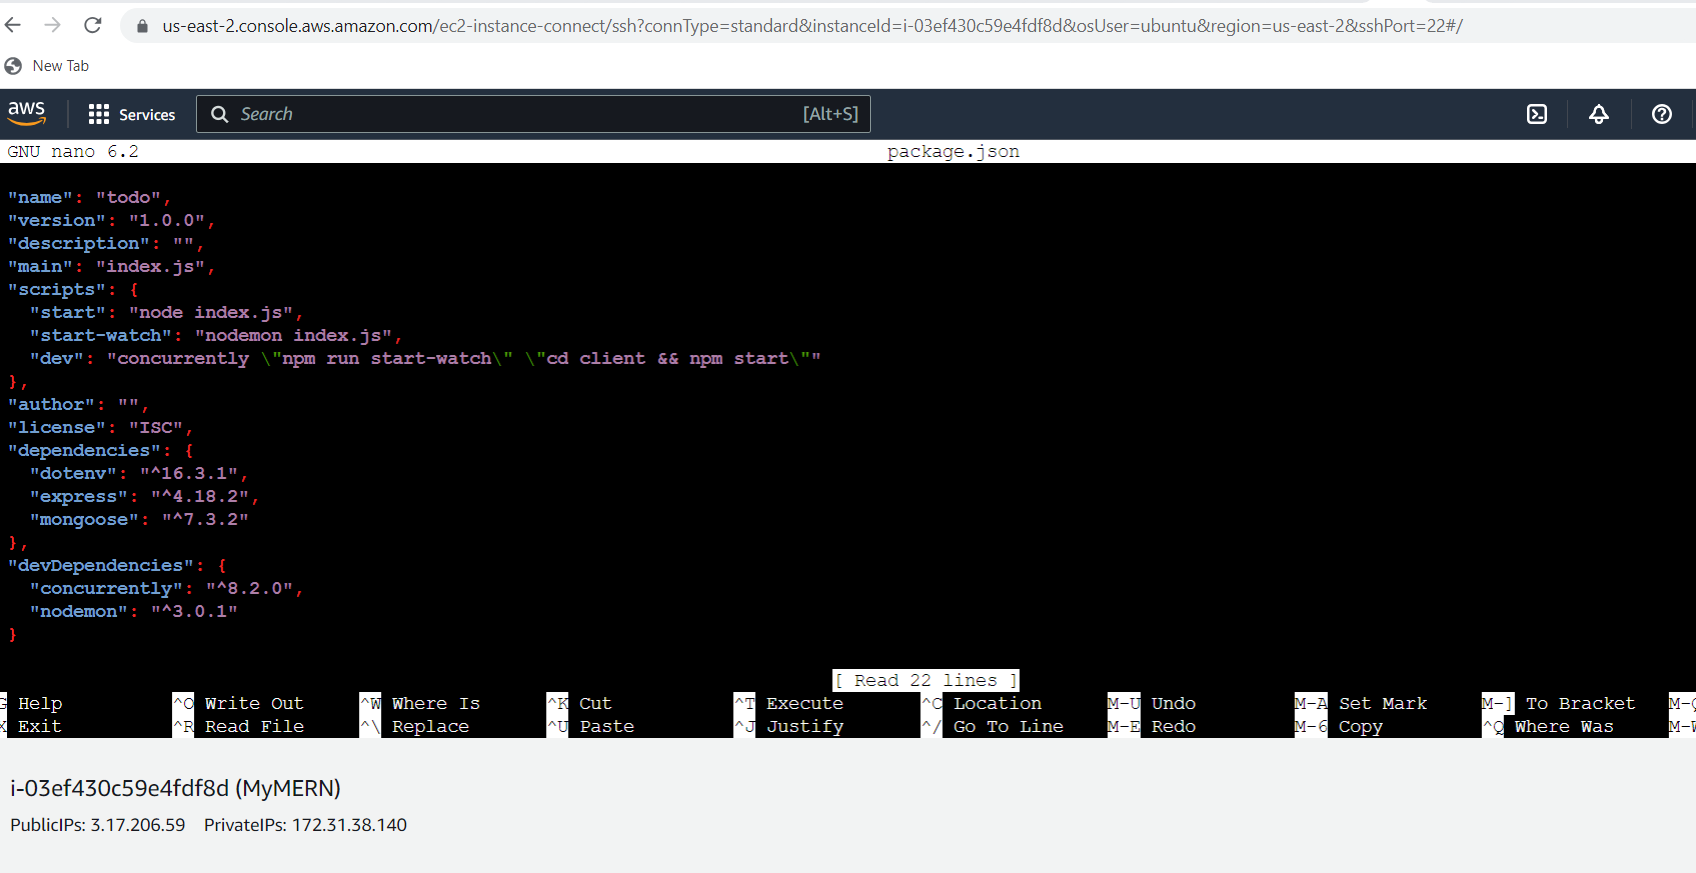 us-east-2.console.aws.amazon.com/ec2-instance-connect/ssh?connType=standard&instanceId=i-03ef430c59e4fdf8d&osUser=ubuntu&region=us-east-2&sshPort=22#/
New Tab
aws Services Search [Alt+S]
GNU nano 6.2 package.json
"name": "todo",
"version": "1.0.0",
"description": "",
"main": "index.js",
"scripts": {
"start": "node index.js",
"start-watch": "nodemon index.js",
"dev": "concurrently \"npm run start-watch\" \"cd client && npm start\""
},
"author": "",
"license": "ISC",
"dependencies": {
"dotenv": "^16.3.1",
"express": "^4.18.2",
"mongoose": "^7.3.2"
},
"devDependencies": {
"concurrently": "^8.2.0",
"nodemon": "^3.0.1"
}
[ Read 22 lines ]
G Help ^O Write Out ^W Where Is ^K Cut ^T Execute ^C Location M-U Undo M-A Set Mark M-] To Bracket M-Q
X Exit ^R Read File ^\ Replace ^U Paste ^J Justify ^/ Go To Line M-E Redo M-6 Copy ^Q Where Was M-W
i-03ef430c59e4fdf8d (MyMERN)
PublicIPs: 3.17.206.59 PrivateIPs: 172.31.38.140